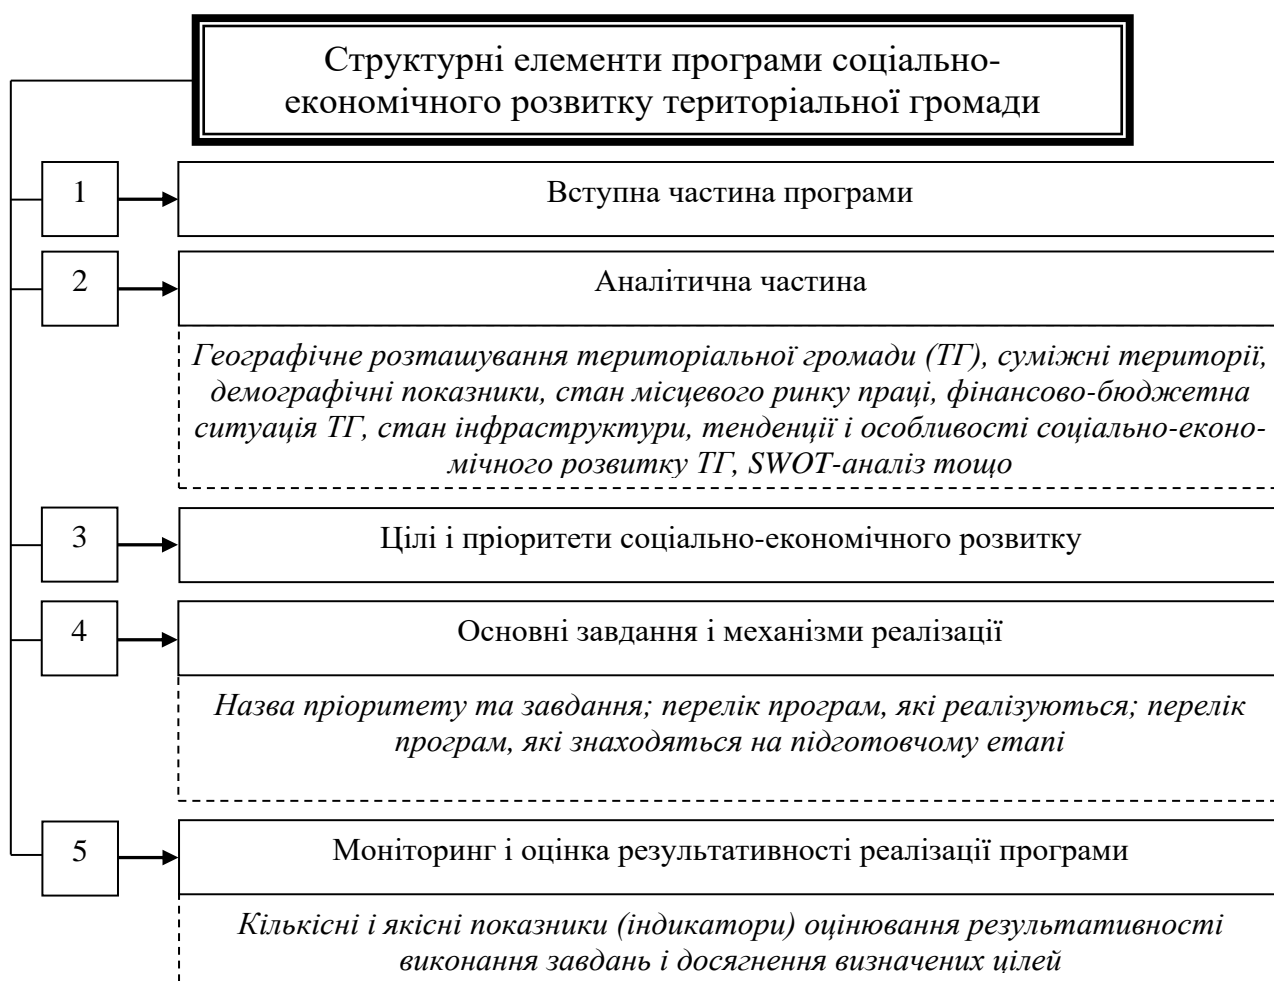 Структурні елементи програми соціально-
економічного розвитку територіальної громади
1
Вступна частина програми
2
Аналітична частина
Географічне розташування територіальної громади (ТГ), суміжні території,
демографічні показники, стан місцевого ринку праці, фінансово-бюджетна
ситуація ТГ, стан інфраструктури, тенденції і особливості соціально-еконо-
мічного розвитку ТГ, SWOT-аналіз тощо
3
Цілі і пріоритети соціально-економічного розвитку
4
Основні завдання і механізми реалізації
Назва пріоритету та завдання; перелік програм, які реалізуються; перелік
програм, які знаходяться на підготовчому етапі
5
Моніторинг і оцінка результативності реалізації програми
Кількісні і якісні показники (індикатори) оцінювання результативності
виконання завдань і досягнення визначених цілей